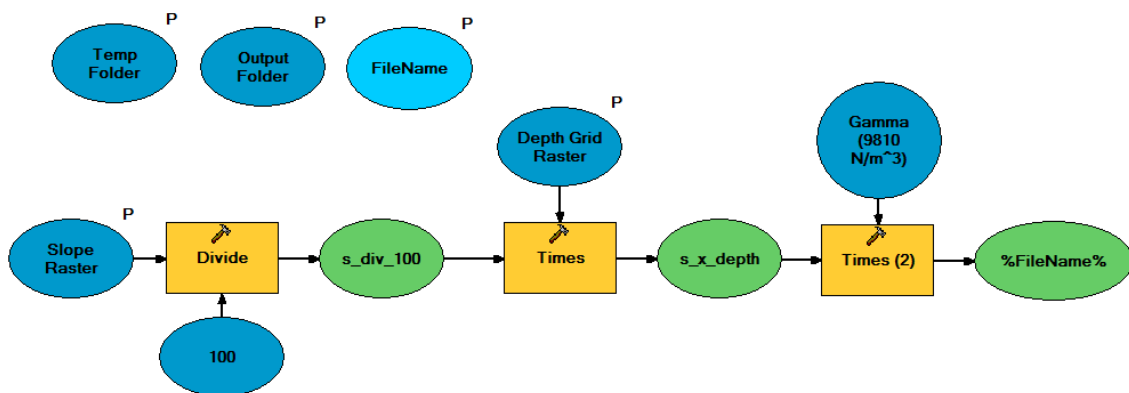 P
P
P
Temp
Folder
Output
Folder
FileName
P
Depth Grid
Raster
Gamma
(9810
N/m^3)
P
Slope
Raster
Divide
s_div_100
Times
s_x_depth
Times (2)
%FileName%
100